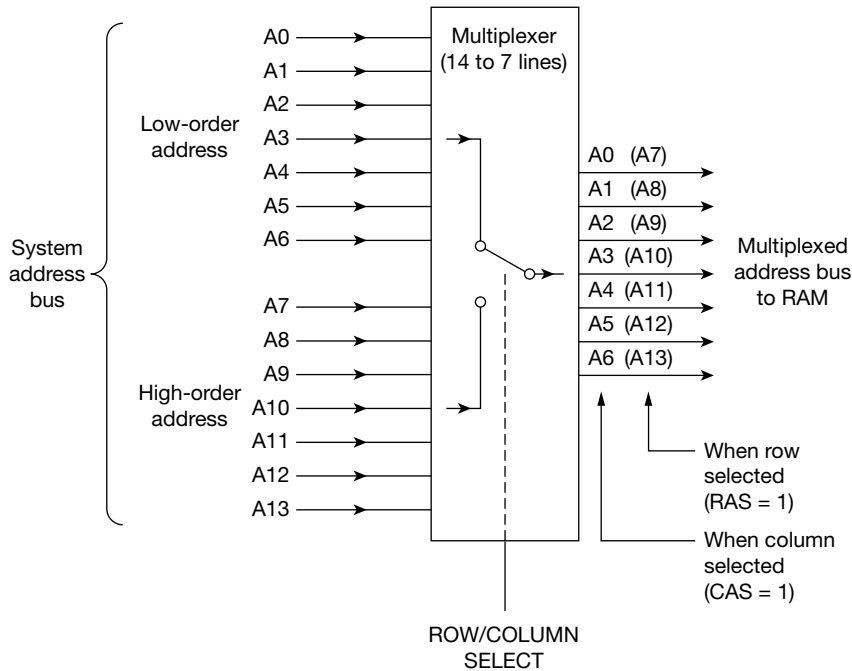 System
address
bus
Low-order
address
High-order
address
A0
A1
A2
A3
A4
A5
A6
A7
A8
A9
A10
A11
A12
A13
Multiplexer
(14 to 7 lines)
A0 (A7)
A1 (A8)
A2 (A9)
A3 (A10)
A4 (A11)
A5 (A12)
A6 (A13)
Multiplexed
address bus
to RAM
When row
selected
(RAS = 1)
When column
selected
(CAS = 1)
ROW/COLUMN
SELECT